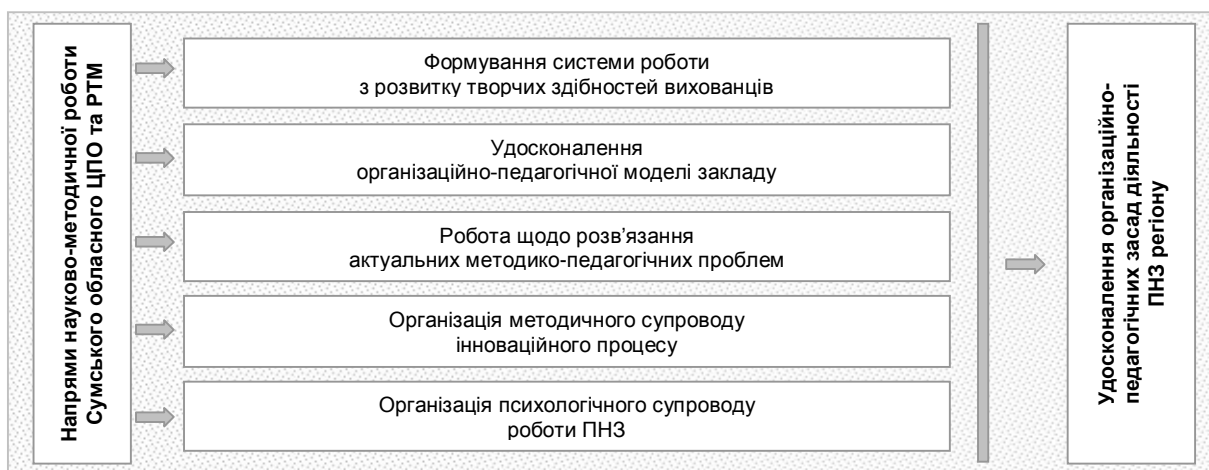 Напрями науково-методичної роботи
Сумського обласного ЦПО та РТМ
Формування системи роботи
з розвитку творчих здібностей вихованців
Удосконалення
організаційно-педагогічної моделі закладу
Робота щодо розв'язання
актуальних методико-педагогічних проблем
Організація методичного супроводу
інноваційного процесу
Організація психологічного супроводу
роботи ПНЗ
Удосконалення організаційно-
педагогічних засад діяльності
ПНЗ регіону